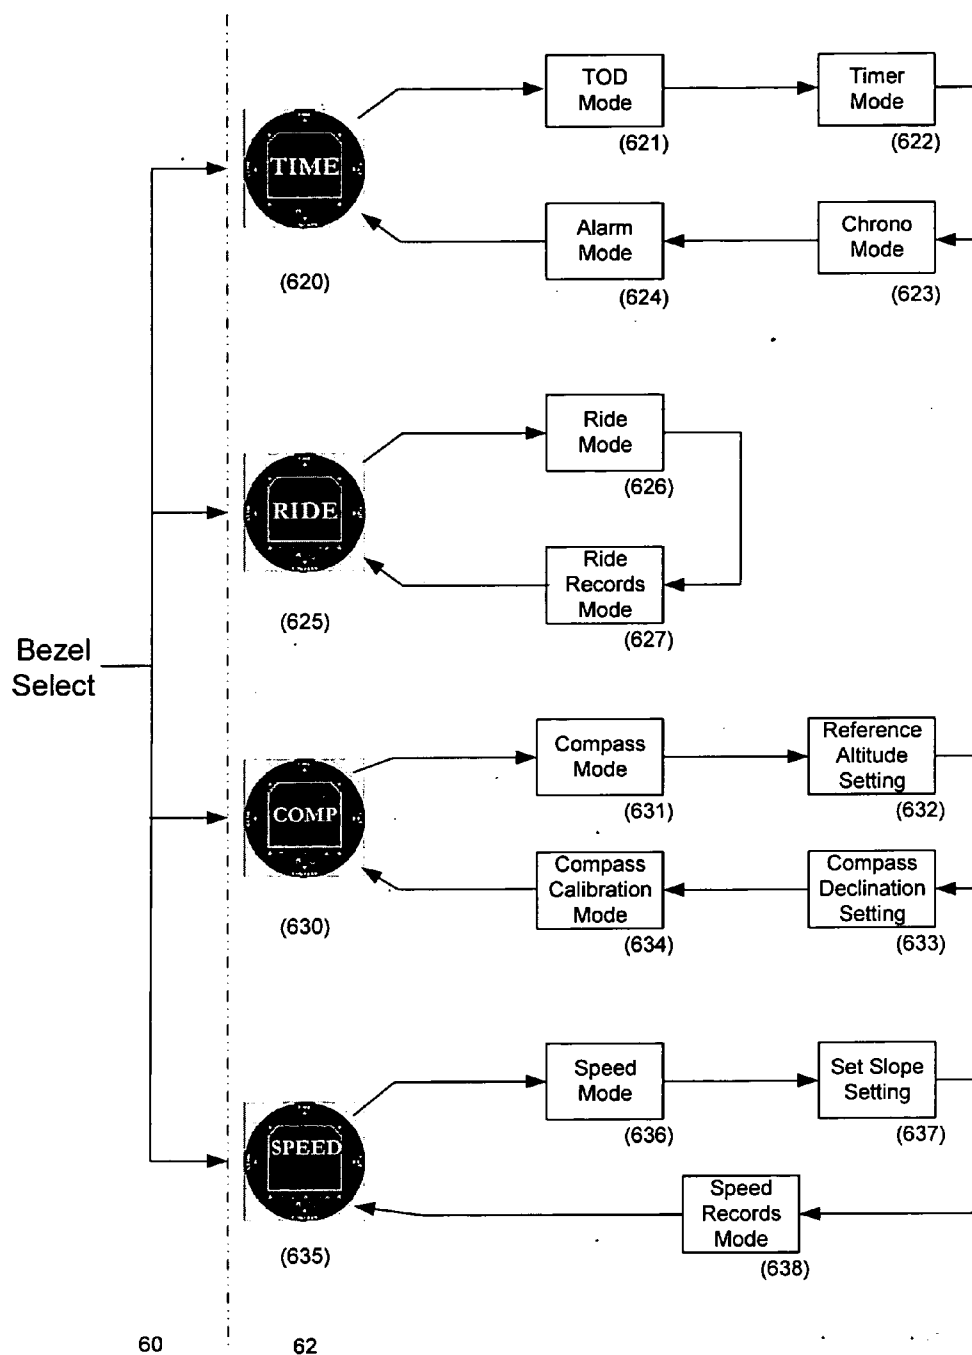 TOD
Mode
(621)
Timer
Mode
(622)
TIME
(620)
Alarm
Mode
(624)
Chrono
Mode
(623)
Ride
Mode
(626)
RIDE
(625)
Ride
Records
Mode
(627)
Bezel
Select
Compass
Mode
(631)
Reference
Altitude
Setting
(632)
COMP
(630)
Compass
Calibration
Mode
(634)
Compass
Declination
Setting
(633)
Speed
Mode
(636)
Set Slope
Setting
(637)
SPEED
(635)
Speed
Records
Mode
(638)
60
62